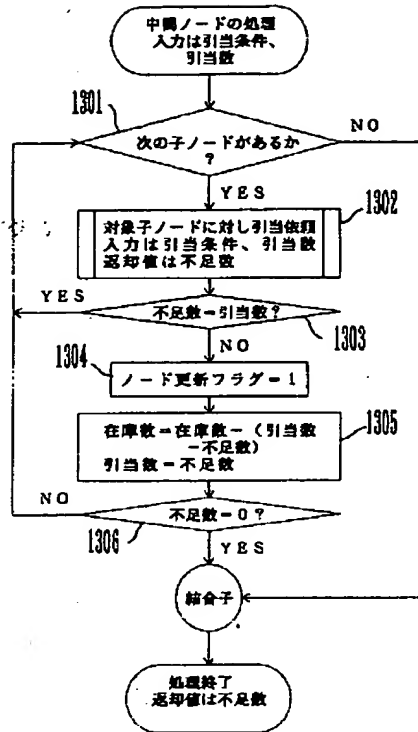 中間ノードの処理
入力は引当条件、
引当数
1301
次の子ノードがあるか
?
NO
YES
1302
対象子ノードに対し引当依頼
入力は引当条件、引当数
返却値は不足数
YES
不足数=引当数?
1303
NO
1304
ノード更新フラグ=1
1305
在庫数=在庫数-(引当数
-不足数)
引当数=不足数
NO
不足数=0?
1306
YES
結合子
処理終了
返却値は不足数